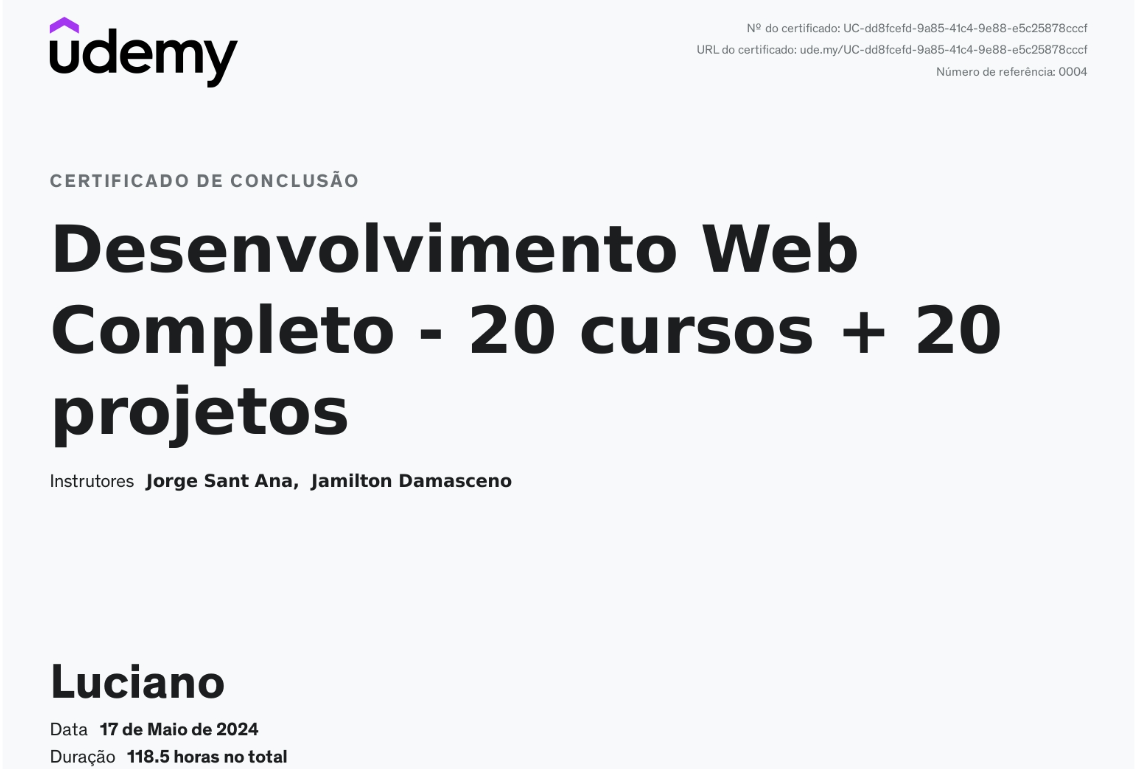 udemy
Nº do certificado: UC-dd8fcefd-9a85-41c4-9e88-e5c25878cccf
URL do certificado: ude.my/UC-dd8fcefd-9a85-41c4-9e88-e5c25878cccf
Número de referência: 0004
CERTIFICADO DE CONCLUSÃO
Desenvolvimento Web
Completo - 20 cursos + 20
projetos
Instrutores Jorge Sant Ana, Jamilton Damasceno
Luciano
Data 17 de Maio de 2024
Duração 118.5 horas no total